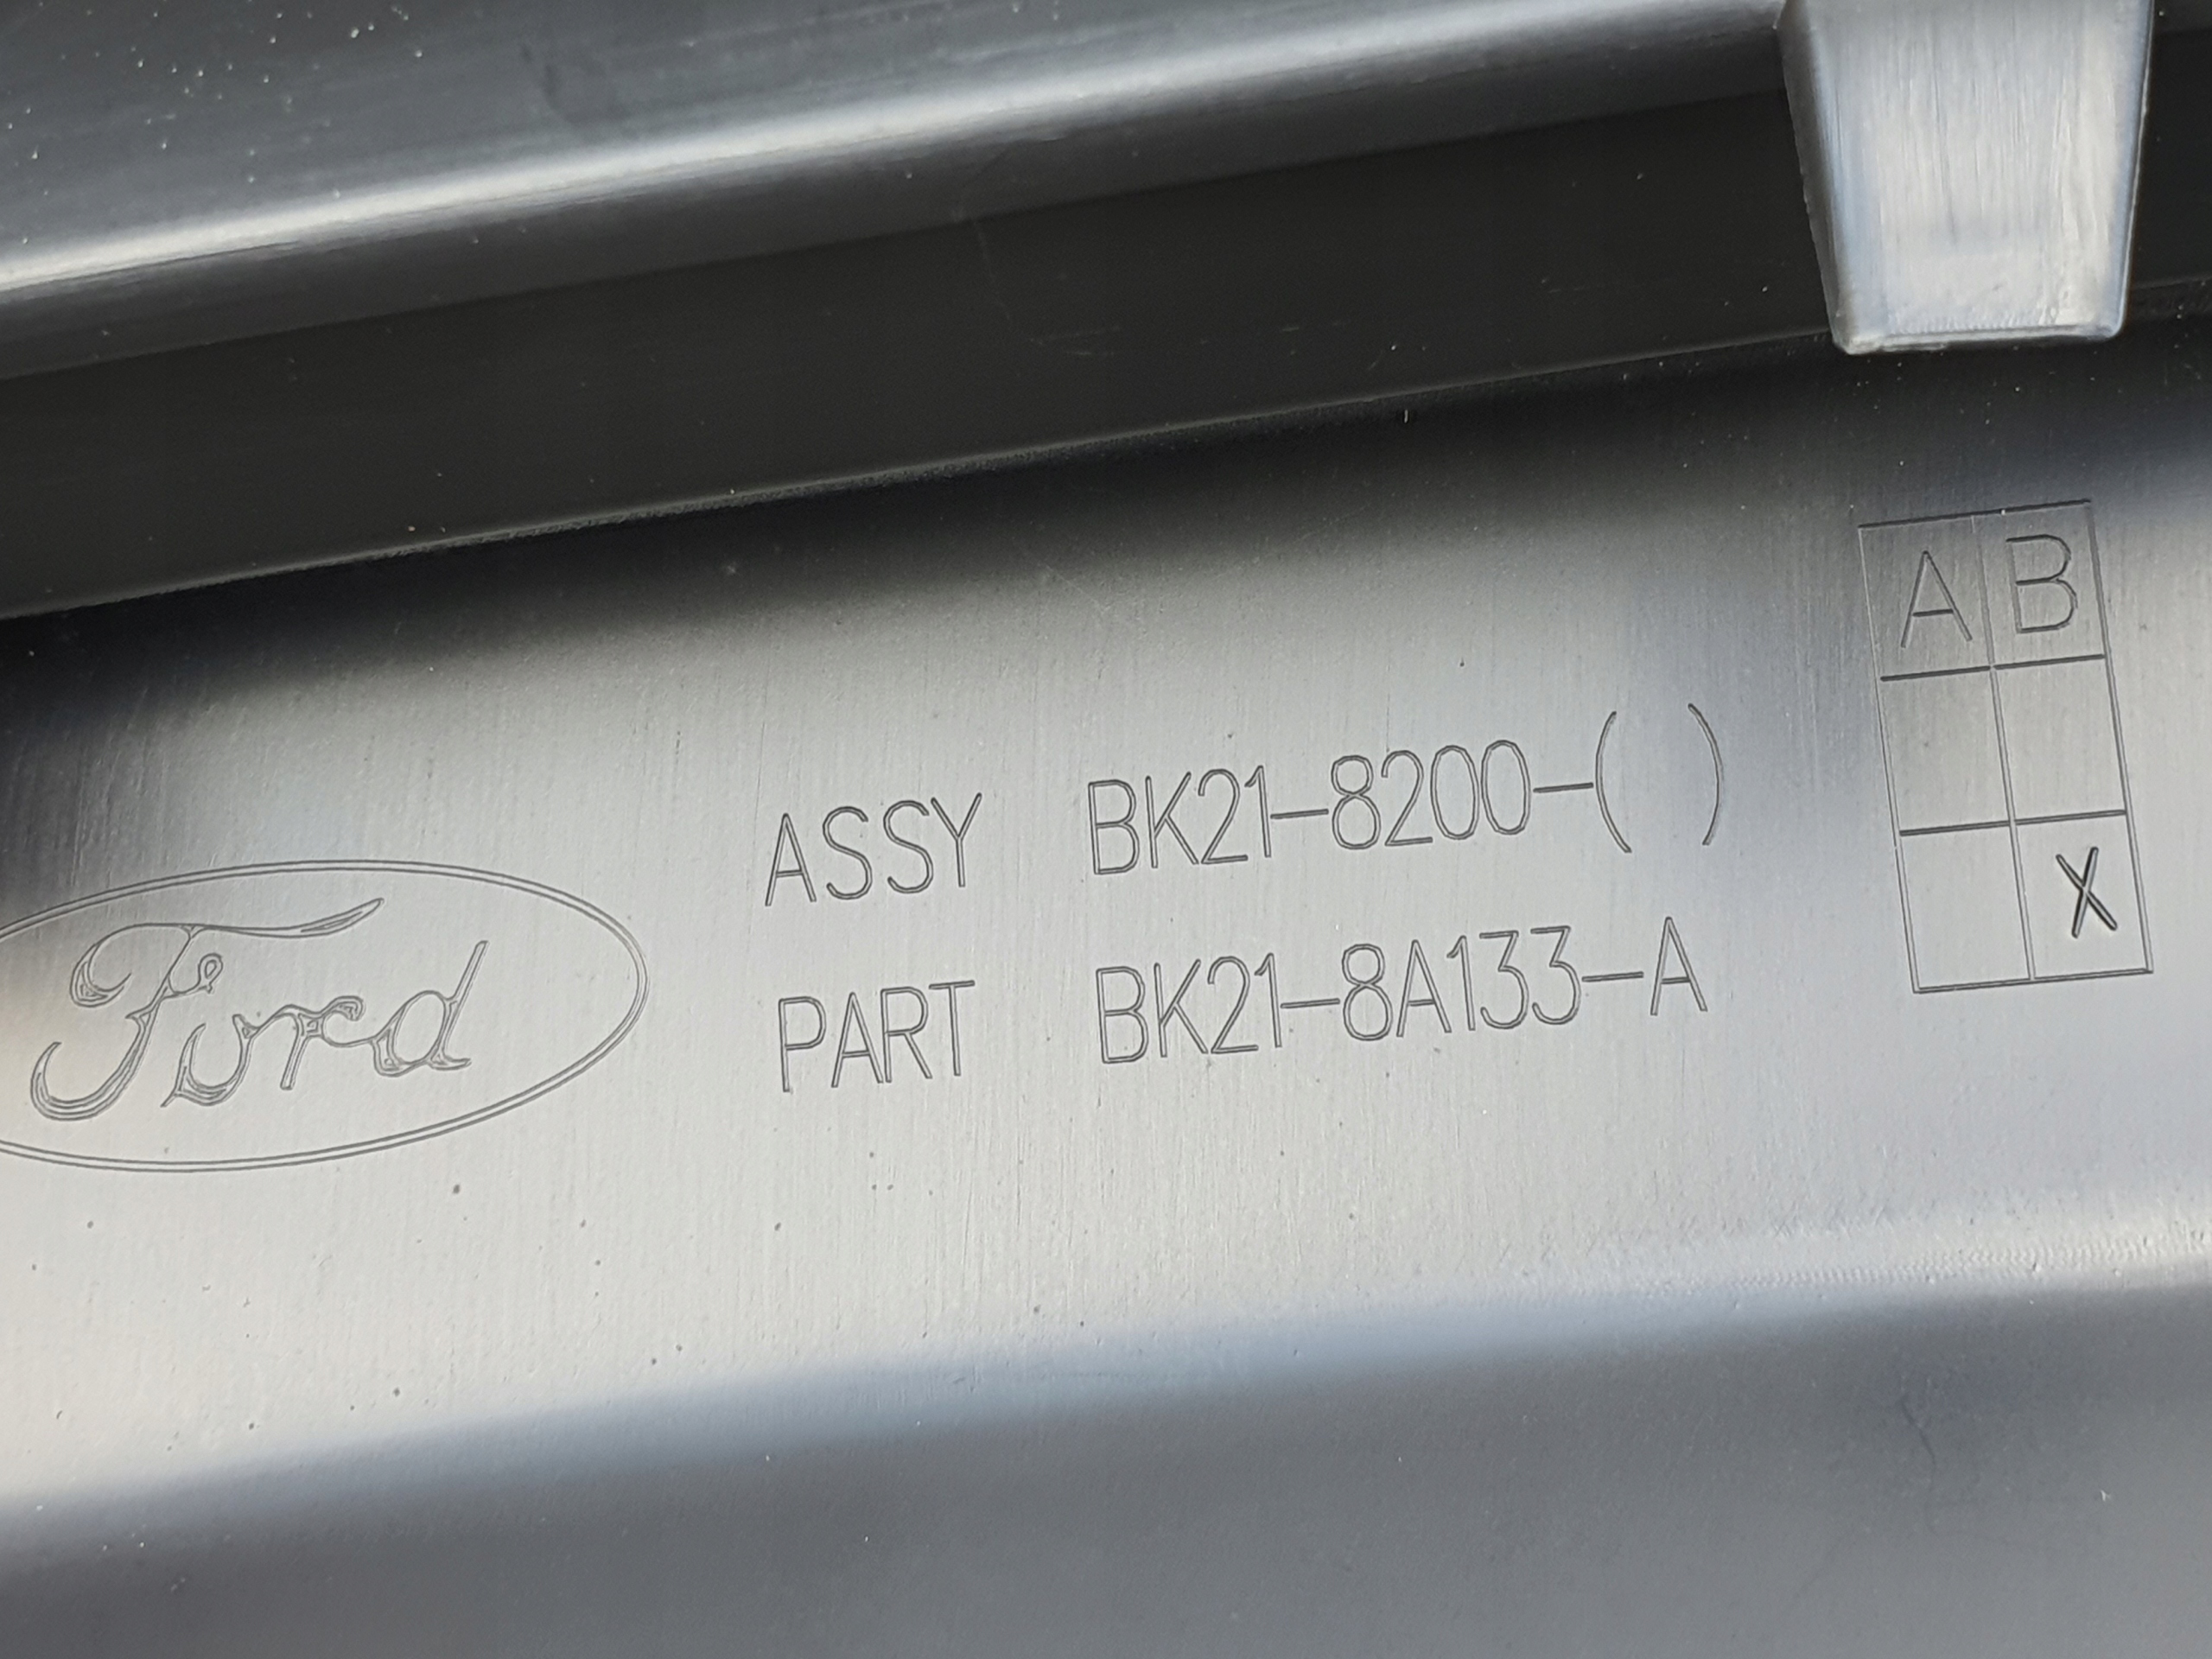 A B
ASSY BK21-8200-( )
Ford
PART BK21-8A133-A
X